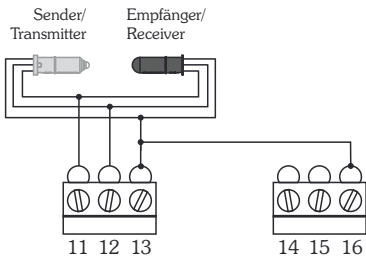 Sender/
Transmitter
Empfänger/
Receiver
11 12 13
14 15 16